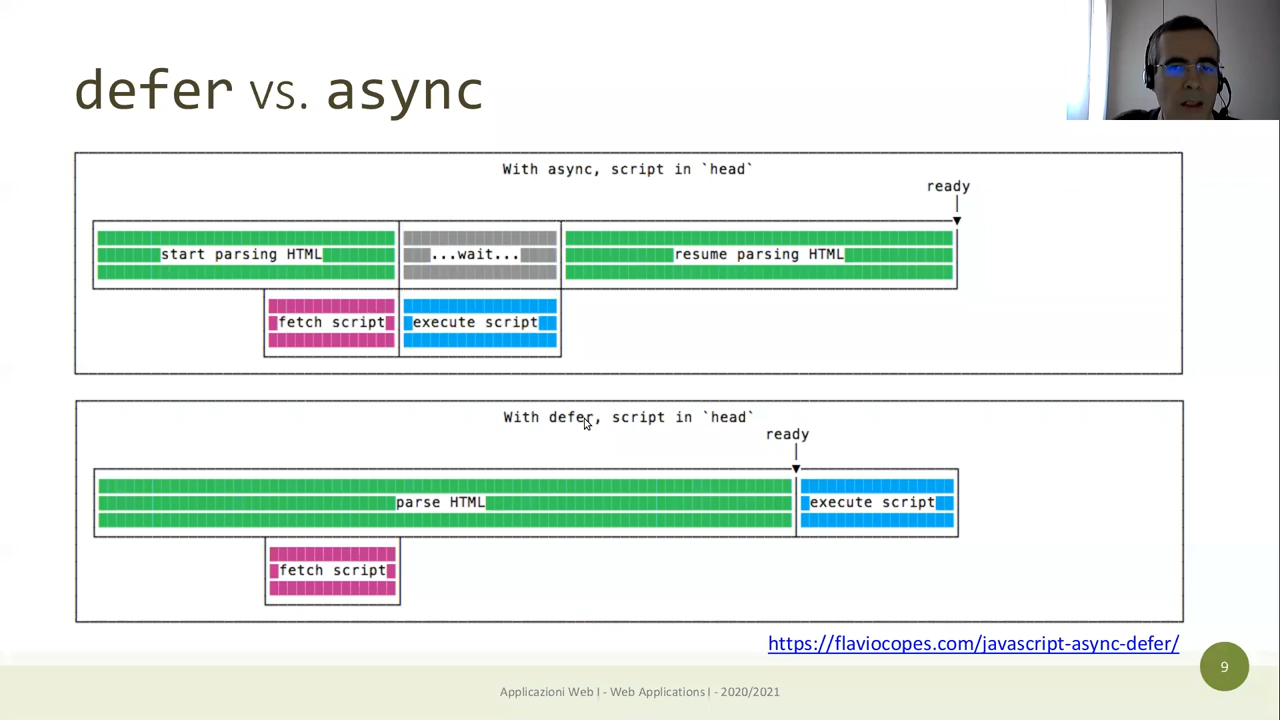 defer vs. async
With async, script in `head`
ready
start parsing HTML
...wait...
resume parsing HTML
fetch script
execute script
With defer, script in `head`
ready
parse HTML
execute script
fetch script
https://flaviocopes.com/javascript-async-defer/
9
Applicazioni Web I - Web Applications I - 2020/2021